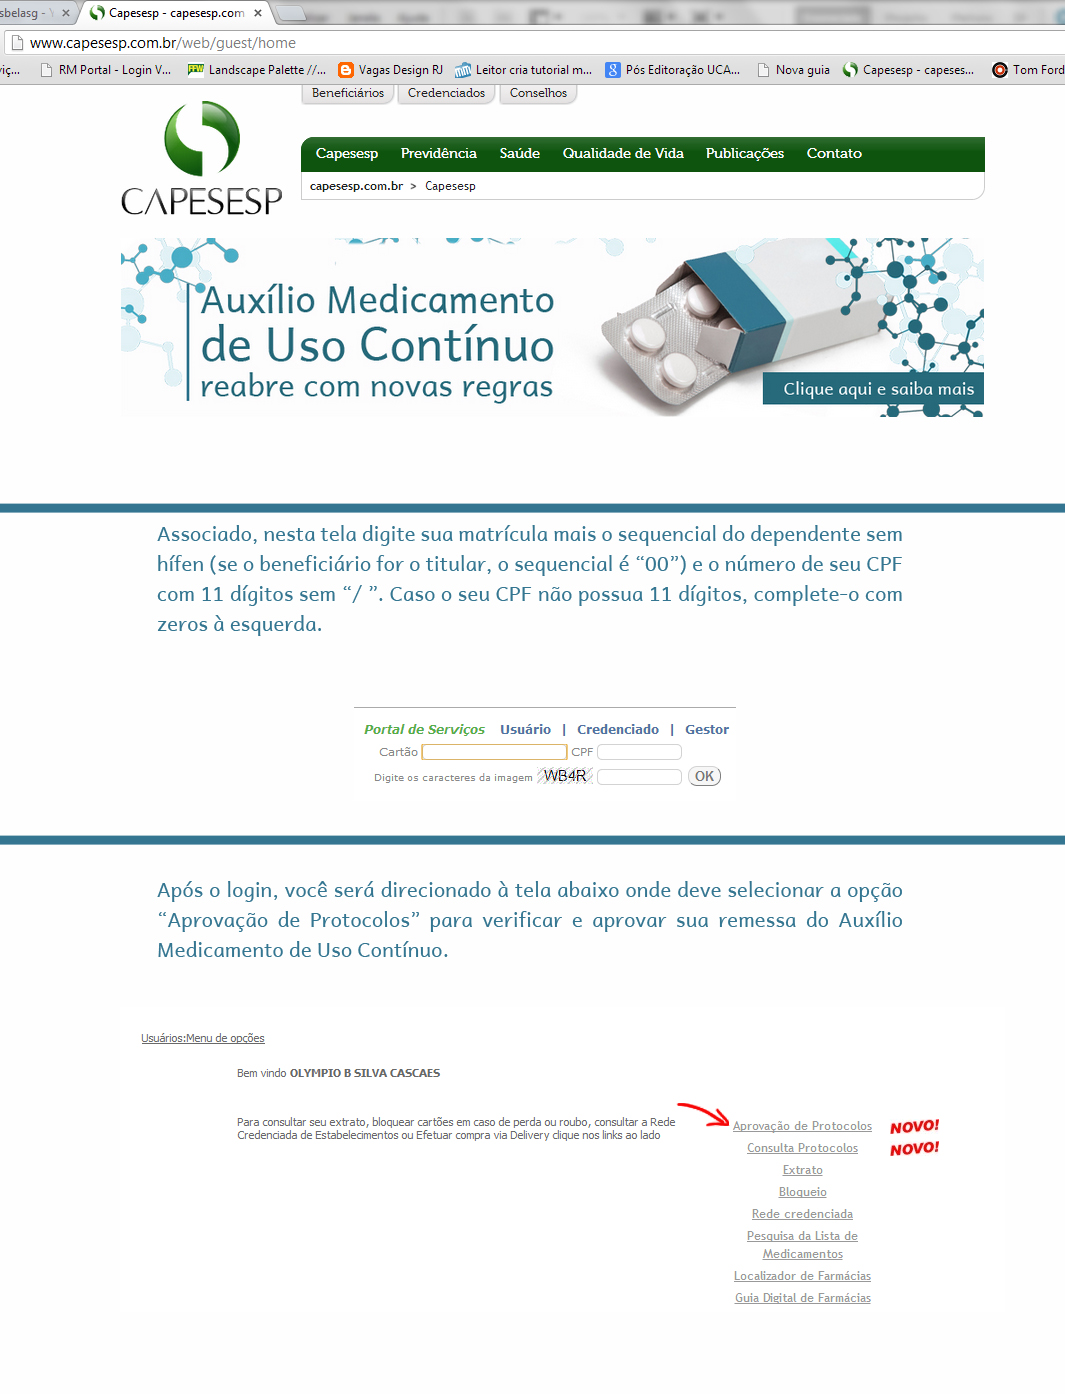 sbelasg - Y
Capesesp - capesesp.com
www.capesesp.com.br/web/guest/home
viç...
RM Portal - Login V...
FFW
Landscape Palette //...
Vagas Design RJ
Leitor cria tutorial m...
Pós Editoração UCA...
Nova guia
Capesesp - capeses...
Tom Ford
Beneficiários
Credenciados
Conselhos
CAPESESP
Capesesp
Previdência
Saúde
Qualidade de Vida
Publicações
Contato
capesesp.com.br > Capesesp
Auxílio Medicamento
de Uso Contínuo
reabre com novas regras
Clique aqui e saiba mais
Associado, nesta tela digite sua matrícula mais o sequencial do dependente sem
hífen (se o beneficiário for o titular, o sequencial é “00”) e o número de seu CPF
com 11 dígitos sem “/ ”. Caso o seu CPF não possua 11 dígitos, complete-o com
zeros à esquerda.
Portal de Serviços Usuário | Credenciado | Gestor
Cartão CPF
Digite os caracteres da imagem WB4R OK
Após o login, você será direcionado à tela abaixo onde deve selecionar a opção
“Aprovação de Protocolos” para verificar e aprovar sua remessa do Auxílio
Medicamento de Uso Contínuo.
Usuários:Menu de opções
Bem vindo OLYMPIO B SILVA CASCAES
Para consultar seu extrato, bloquear cartões em caso de perda ou roubo, consultar a Rede
Credenciada de Estabelecimentos ou Efetuar compra via Delivery clique nos links ao lado
Aprovação de Protocolos NOVO!
Consulta Protocolos NOVO!
Extrato
Bloqueio
Rede credenciada
Pesquisa da Lista de
Medicamentos
Localizador de Farmácias
Guia Digital de Farmácias